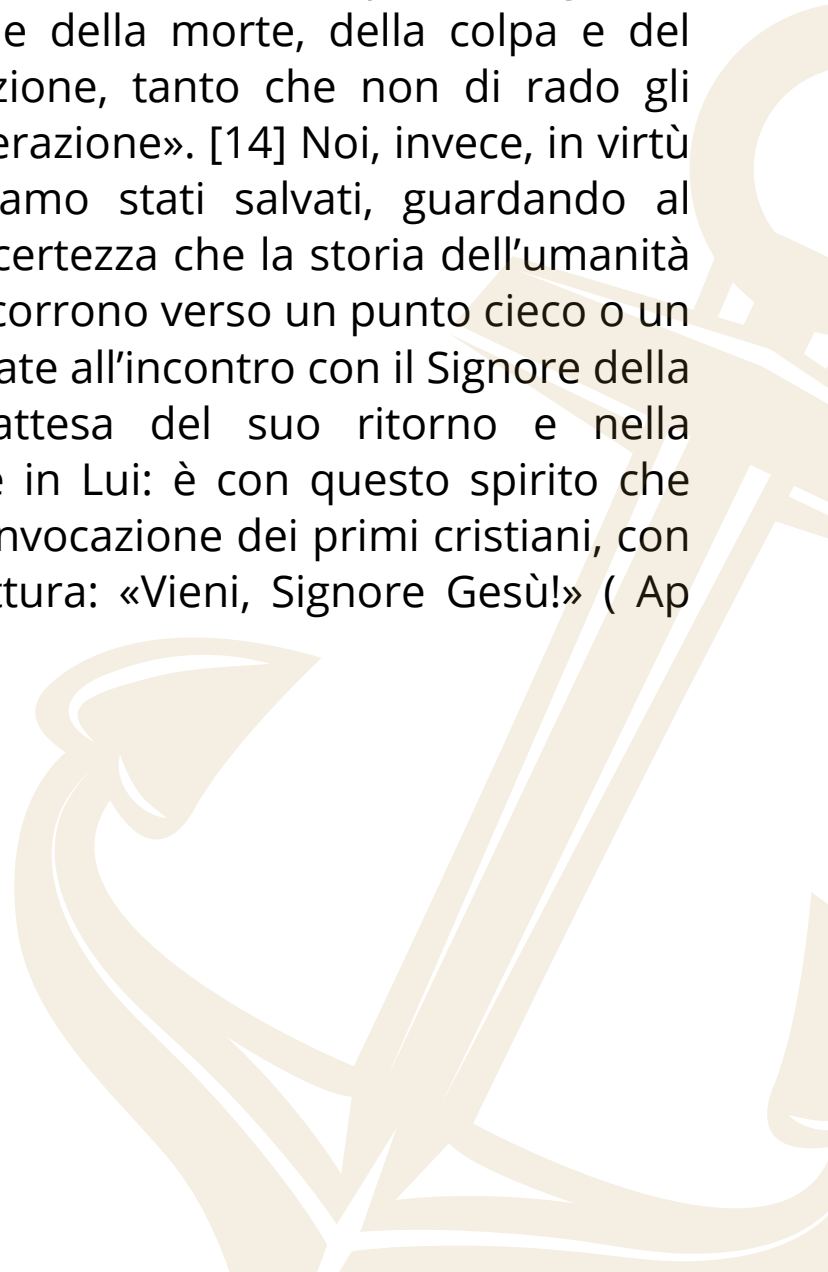 e della morte, della colpa e del
zione, tanto che non di rado gli
erazione». [14] Noi, invece, in virtù
amo stati salvati, guardando al
certezza che la storia dell’umanità
corrono verso un punto cieco o un
ate all’incontro con il Signore della
attesa del suo ritorno e nella
e in Lui: è con questo spirito che
nvocazione dei primi cristiani, con
ttura: «Vieni, Signore Gesù!» ( Ap